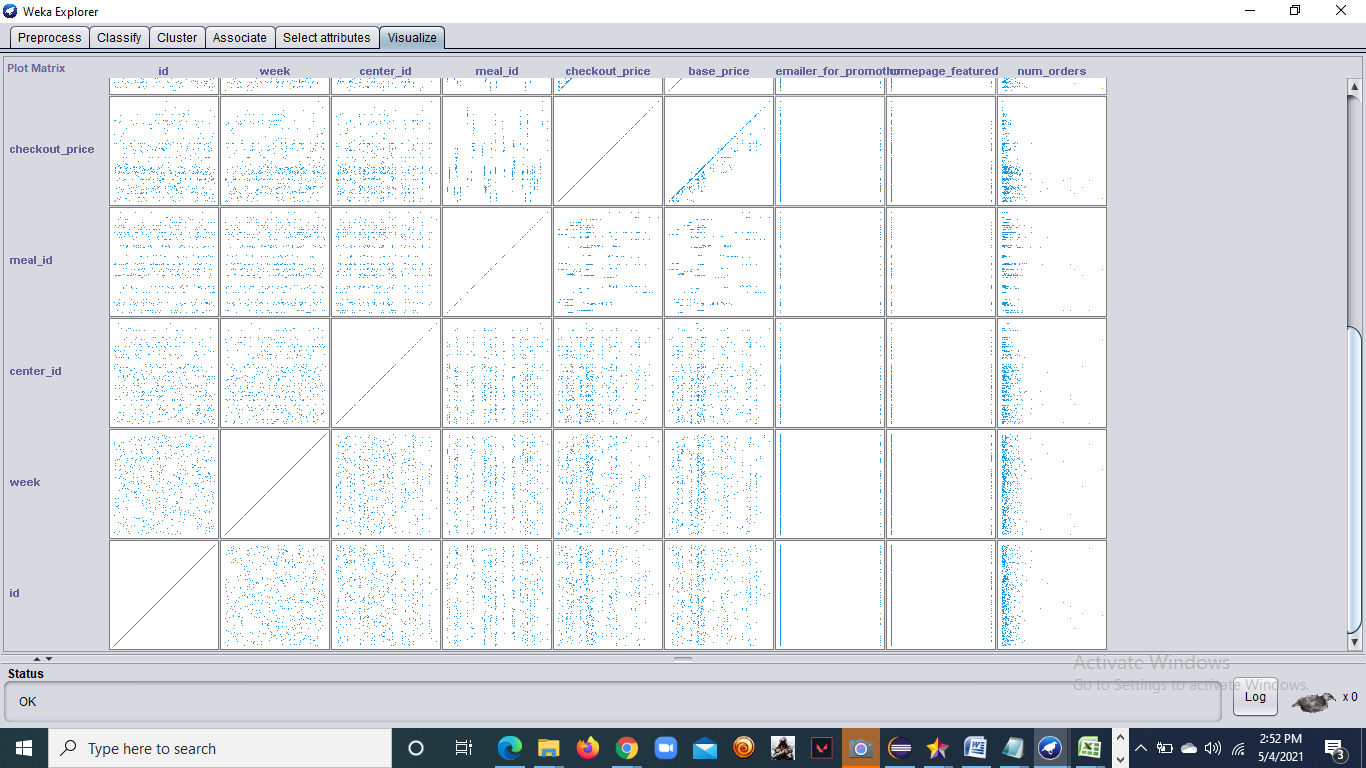 Weka Explorer
Preprocess Classify Cluster Associate Select attributes Visualize
Plot Matrix
id week center_id meal_id checkout_price base_price emailer_for_promotio omepage_featured num_orders
checkout_price
meal_id
center_id
week
id
Activate Windows
Go to Settings to activate Windows.
Status
OK
Log
x 0
Type here to search
2:52 PM
5/4/2021
3